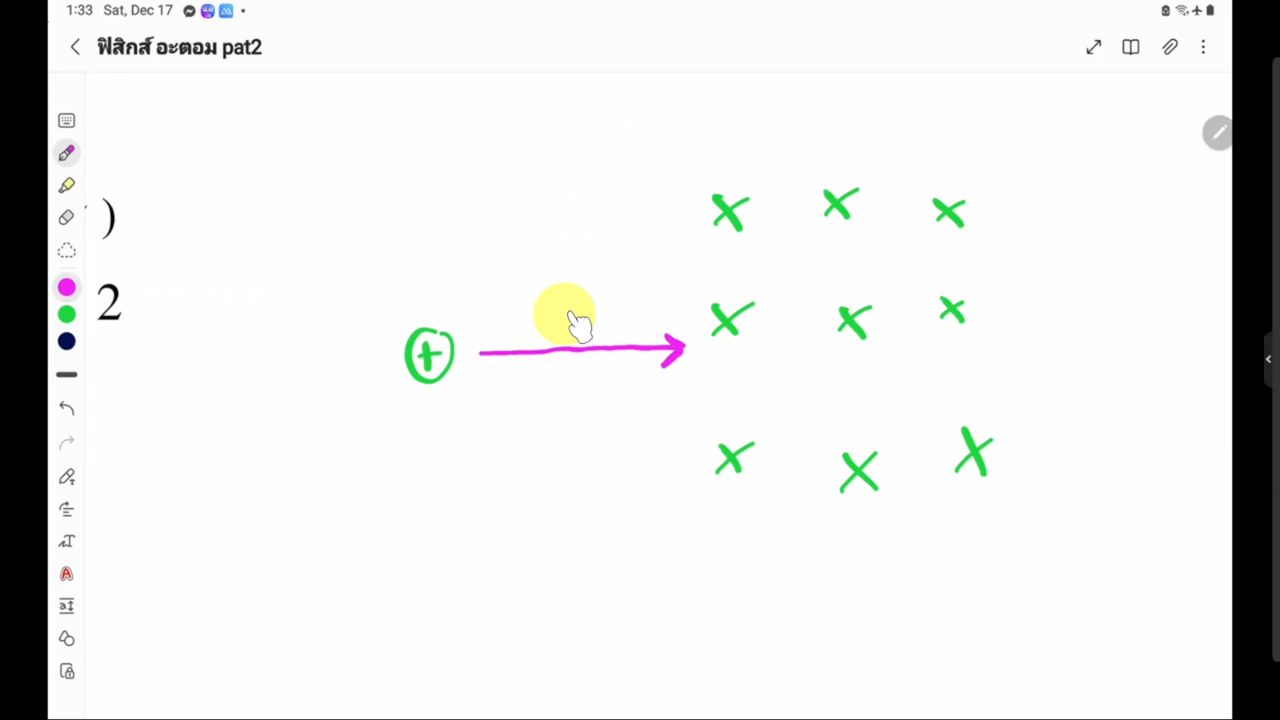 1:33 Sat, Dec 17
ฟิสิกส์ อะตอม pat2
)
2
+
x x x
x x x
x x x